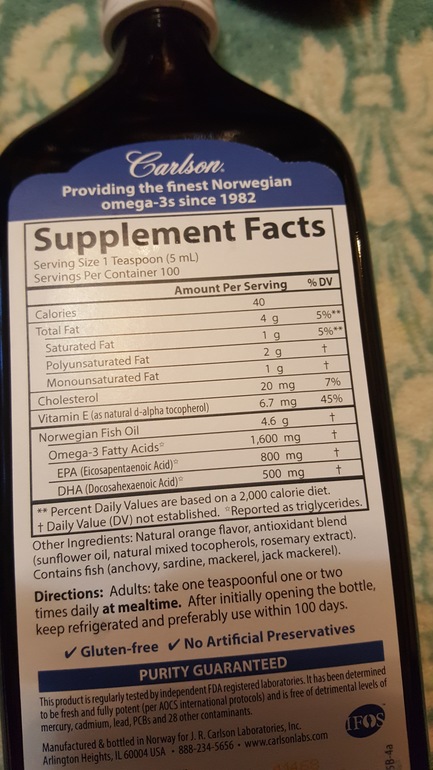 Carlson.
Providing the finest Norwegian
omega-3s since 1982
Supplement Facts
Serving Size 1 Teaspoon (5 mL)
Servings Per Container 100
Amount Per Serving % DV
Calories 40
Total Fat 4 g 5%**
Saturated Fat 1 g 5%**
Polyunsaturated Fat 2 g †
Monounsaturated Fat 1 g †
Cholesterol 20 mg 7%
Vitamin E (as natural d-alpha tocopherol) 6.7 mg 45%
Norwegian Fish Oil 4.6 g †
Omega-3 Fatty Acids☆ 1,600 mg †
EPA (Eicosapentaenoic Acid)☆ 800 mg †
DHA (Docosahexaenoic Acid)☆ 500 mg †
** Percent Daily Values are based on a 2,000 calorie diet.
† Daily Value (DV) not established. ☆Reported as triglycerides.
Other Ingredients: Natural orange flavor, antioxidant blend
(sunflower oil, natural mixed tocopherols, rosemary extract).
Contains fish (anchovy, sardine, mackerel, jack mackerel).
Directions: Adults: take one teaspoonful one or two
times daily at mealtime. After initially opening the bottle,
keep refrigerated and preferably use within 100 days.
✓ Gluten-free ✓ No Artificial Preservatives
PURITY GUARANTEED
This product is regularly tested by independent FDA registered laboratories. It has been determined
to be fresh and fully potent (per AOCS international protocols) and is free of detrimental levels of
mercury, cadmium, lead, PCBs and 28 other contaminants.
IFOS
Manufactured & bottled in Norway for J. R. Carlson Laboratories, Inc.
Arlington Heights, IL 60004 USA • 888-234-5656 • www.carlsonlabs.com